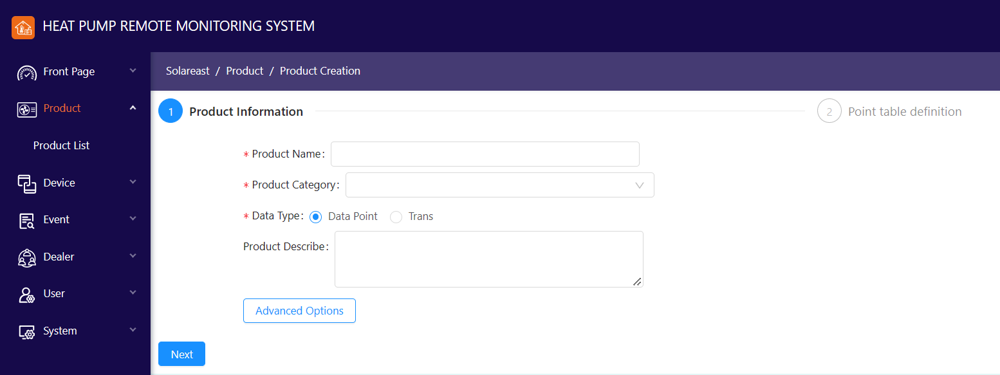 HEAT PUMP REMOTE MONITORING SYSTEM
Front Page
Product
Product List
Device
Event
Dealer
User
System
Solareast / Product / Product Creation
1 Product Information
2 Point table definition
* Product Name:
* Product Category:
* Data Type: Data Point Trans
Product Describe:
Advanced Options
Next